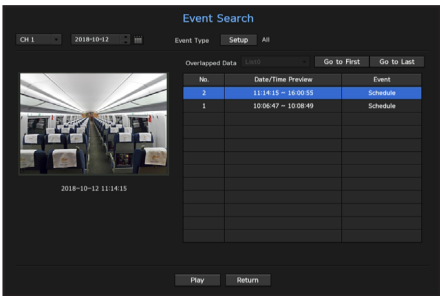 Event Search
CH 1 2018-10-12 Event Type Setup All
Overlapped Data List0 Go to First Go to Last
No. Date/Time Preview Event
2 11:14:15 ~ 16:00:55 Schedule
1 10:06:47 ~ 10:08:49 Schedule
2018-10-12 11:14:15
Play Return